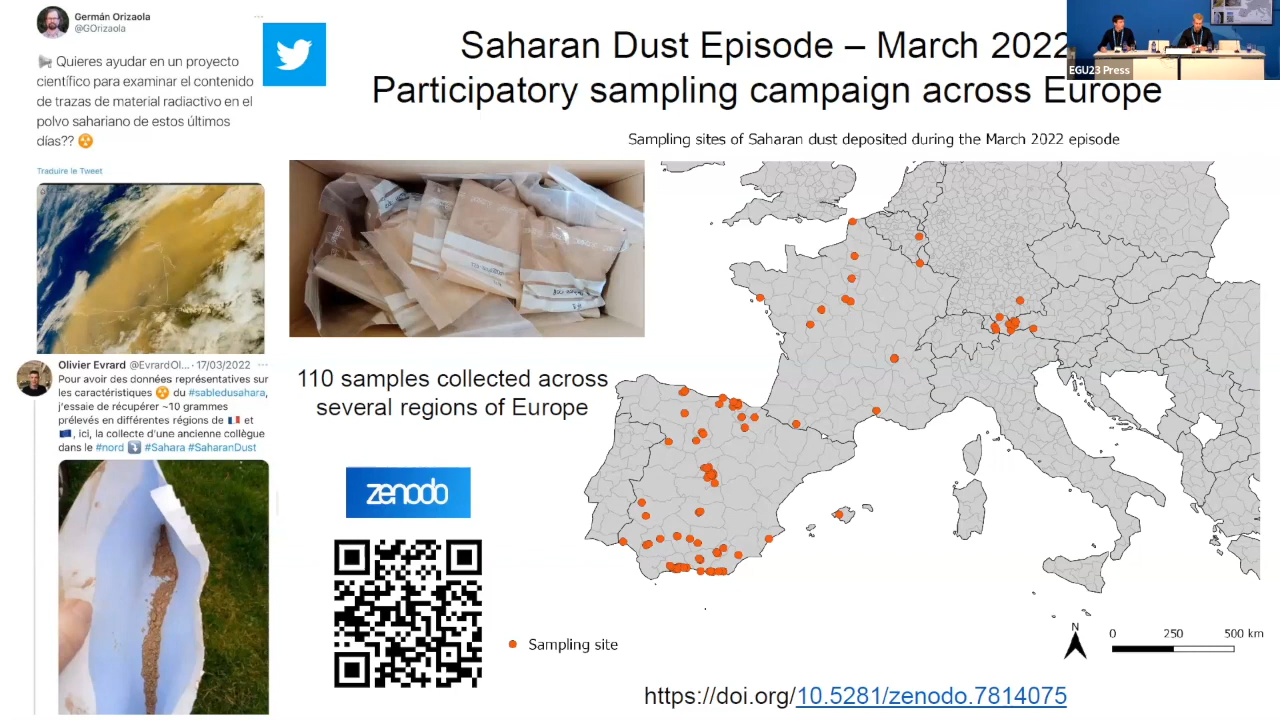 Germán Orizaola
@GOrizaola
Quieres ayudar en un proyecto
científico para examinar el contenido
de trazas de material radiactivo en el
polvo sahariano de estos últimos
días??
Traduire le Tweet
Saharan Dust Episode – March 2022
Participatory sampling campaign across Europe
EGU23 Press
Sampling sites of Saharan dust deposited during the March 2022 episode
110 samples collected across
several regions of Europe
zenodo
Olivier Evrard @EvrardOl... · 17/03/2022
Pour avoir des données représentatives sur
les caractéristiques du #sabledusahara,
j'essaie de récupérer ~10 grammes
prélevés en différentes régions de et
, ici, la collecte d'une ancienne collègue
dans le #nord #Sahara #SaharanDust
Sampling site
N
0 250 500 km
https://doi.org/10.5281/zenodo.7814075